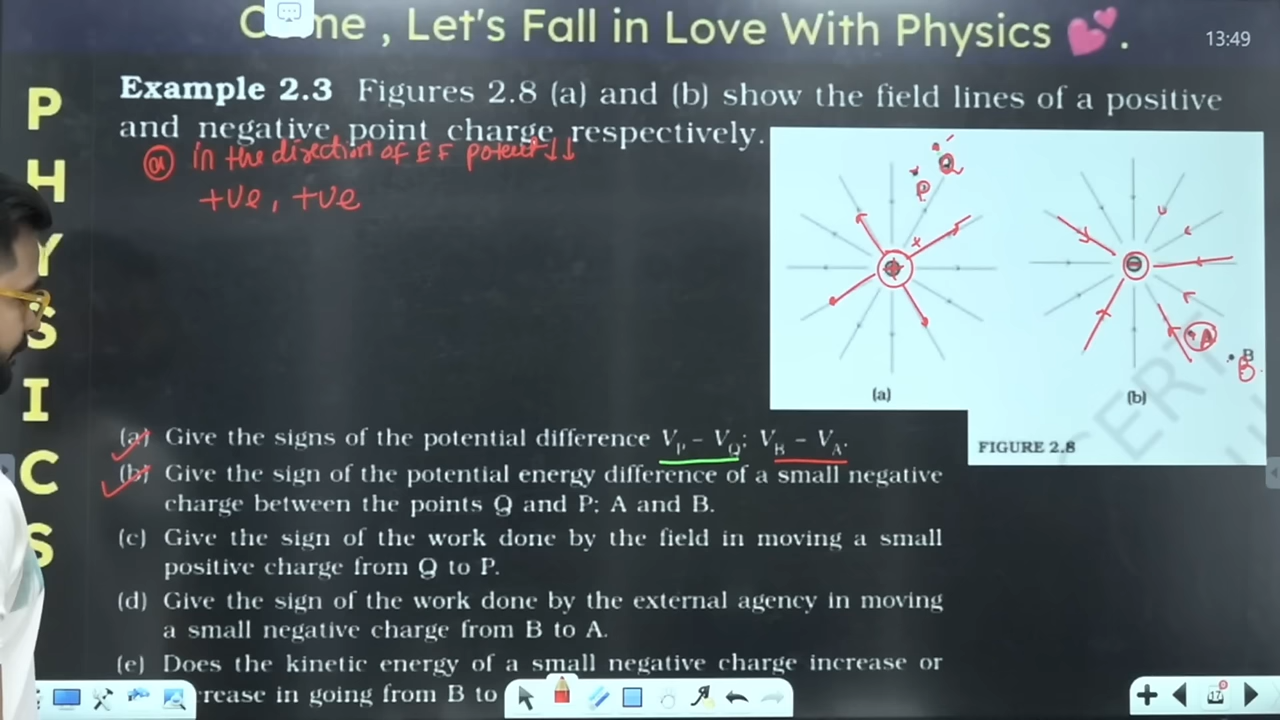 Come , Let's Fall in Love With Physics 💕.
13:49
PHYSICS
Example 2.3 Figures 2.8 (a) and (b) show the field lines of a positive
and negative point charge respectively.
(a) in the direction of EF potent ↓↓
+ve, +ve
Q
P
+
A
B
B
(a)
(b)
FIGURE 2.8
(a) Give the signs of the potential difference V_P – V_Q; V_B – V_A.
(b) Give the sign of the potential energy difference of a small negative
charge between the points Q and P; A and B.
(c) Give the sign of the work done by the field in moving a small
positive charge from Q to P.
(d) Give the sign of the work done by the external agency in moving
a small negative charge from B to A.
(e) Does the kinetic energy of a small negative charge increase or
crease in going from B to
17